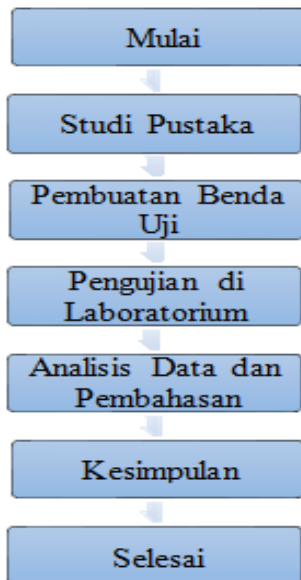 Mulai
Studi Pustaka
Pembuatan Benda
Uji
Pengujian di
Laboratorium
Analisis Data dan
Pembahasan
Kesimpulan
Selesai